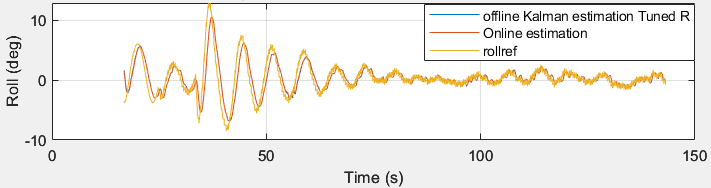 offline Kalman estimation Tuned R
Online estimation
rollref
Roll (deg)
10
0
-10
0
50
100
150
Time (s)